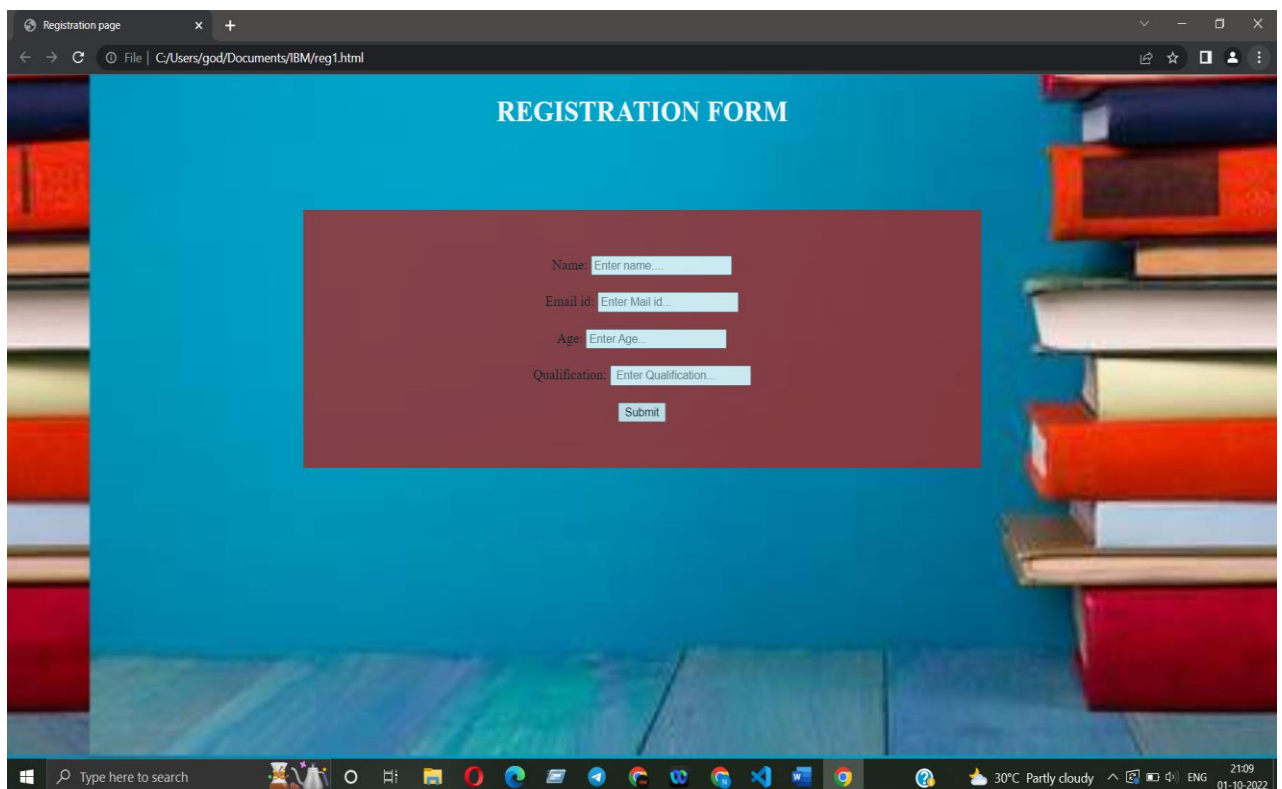 Registration page
File | C:/Users/god/Documents/IBM/reg1.html
REGISTRATION FORM
Name: Enter name....
Email id: Enter Mail id...
Age: Enter Age...
Qualification: Enter Qualification...
Submit
Type here to search
30°C Partly cloudy
ENG
21:09
01-10-2022